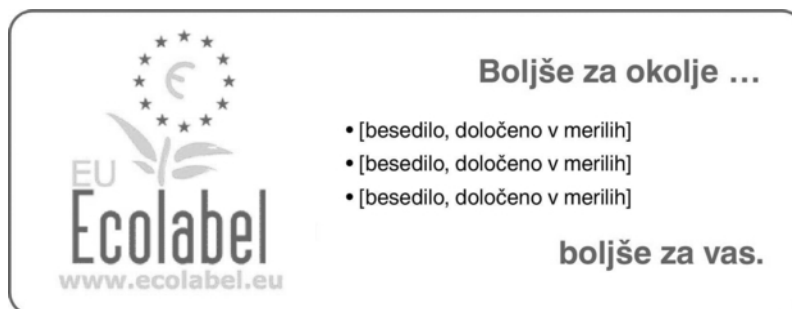 Boljše za okolje …
• [besedilo, določeno v merilih]
• [besedilo, določeno v merilih]
• [besedilo, določeno v merilih]
boljše za vas.
EU
Ecolabel
www.ecolabel.eu